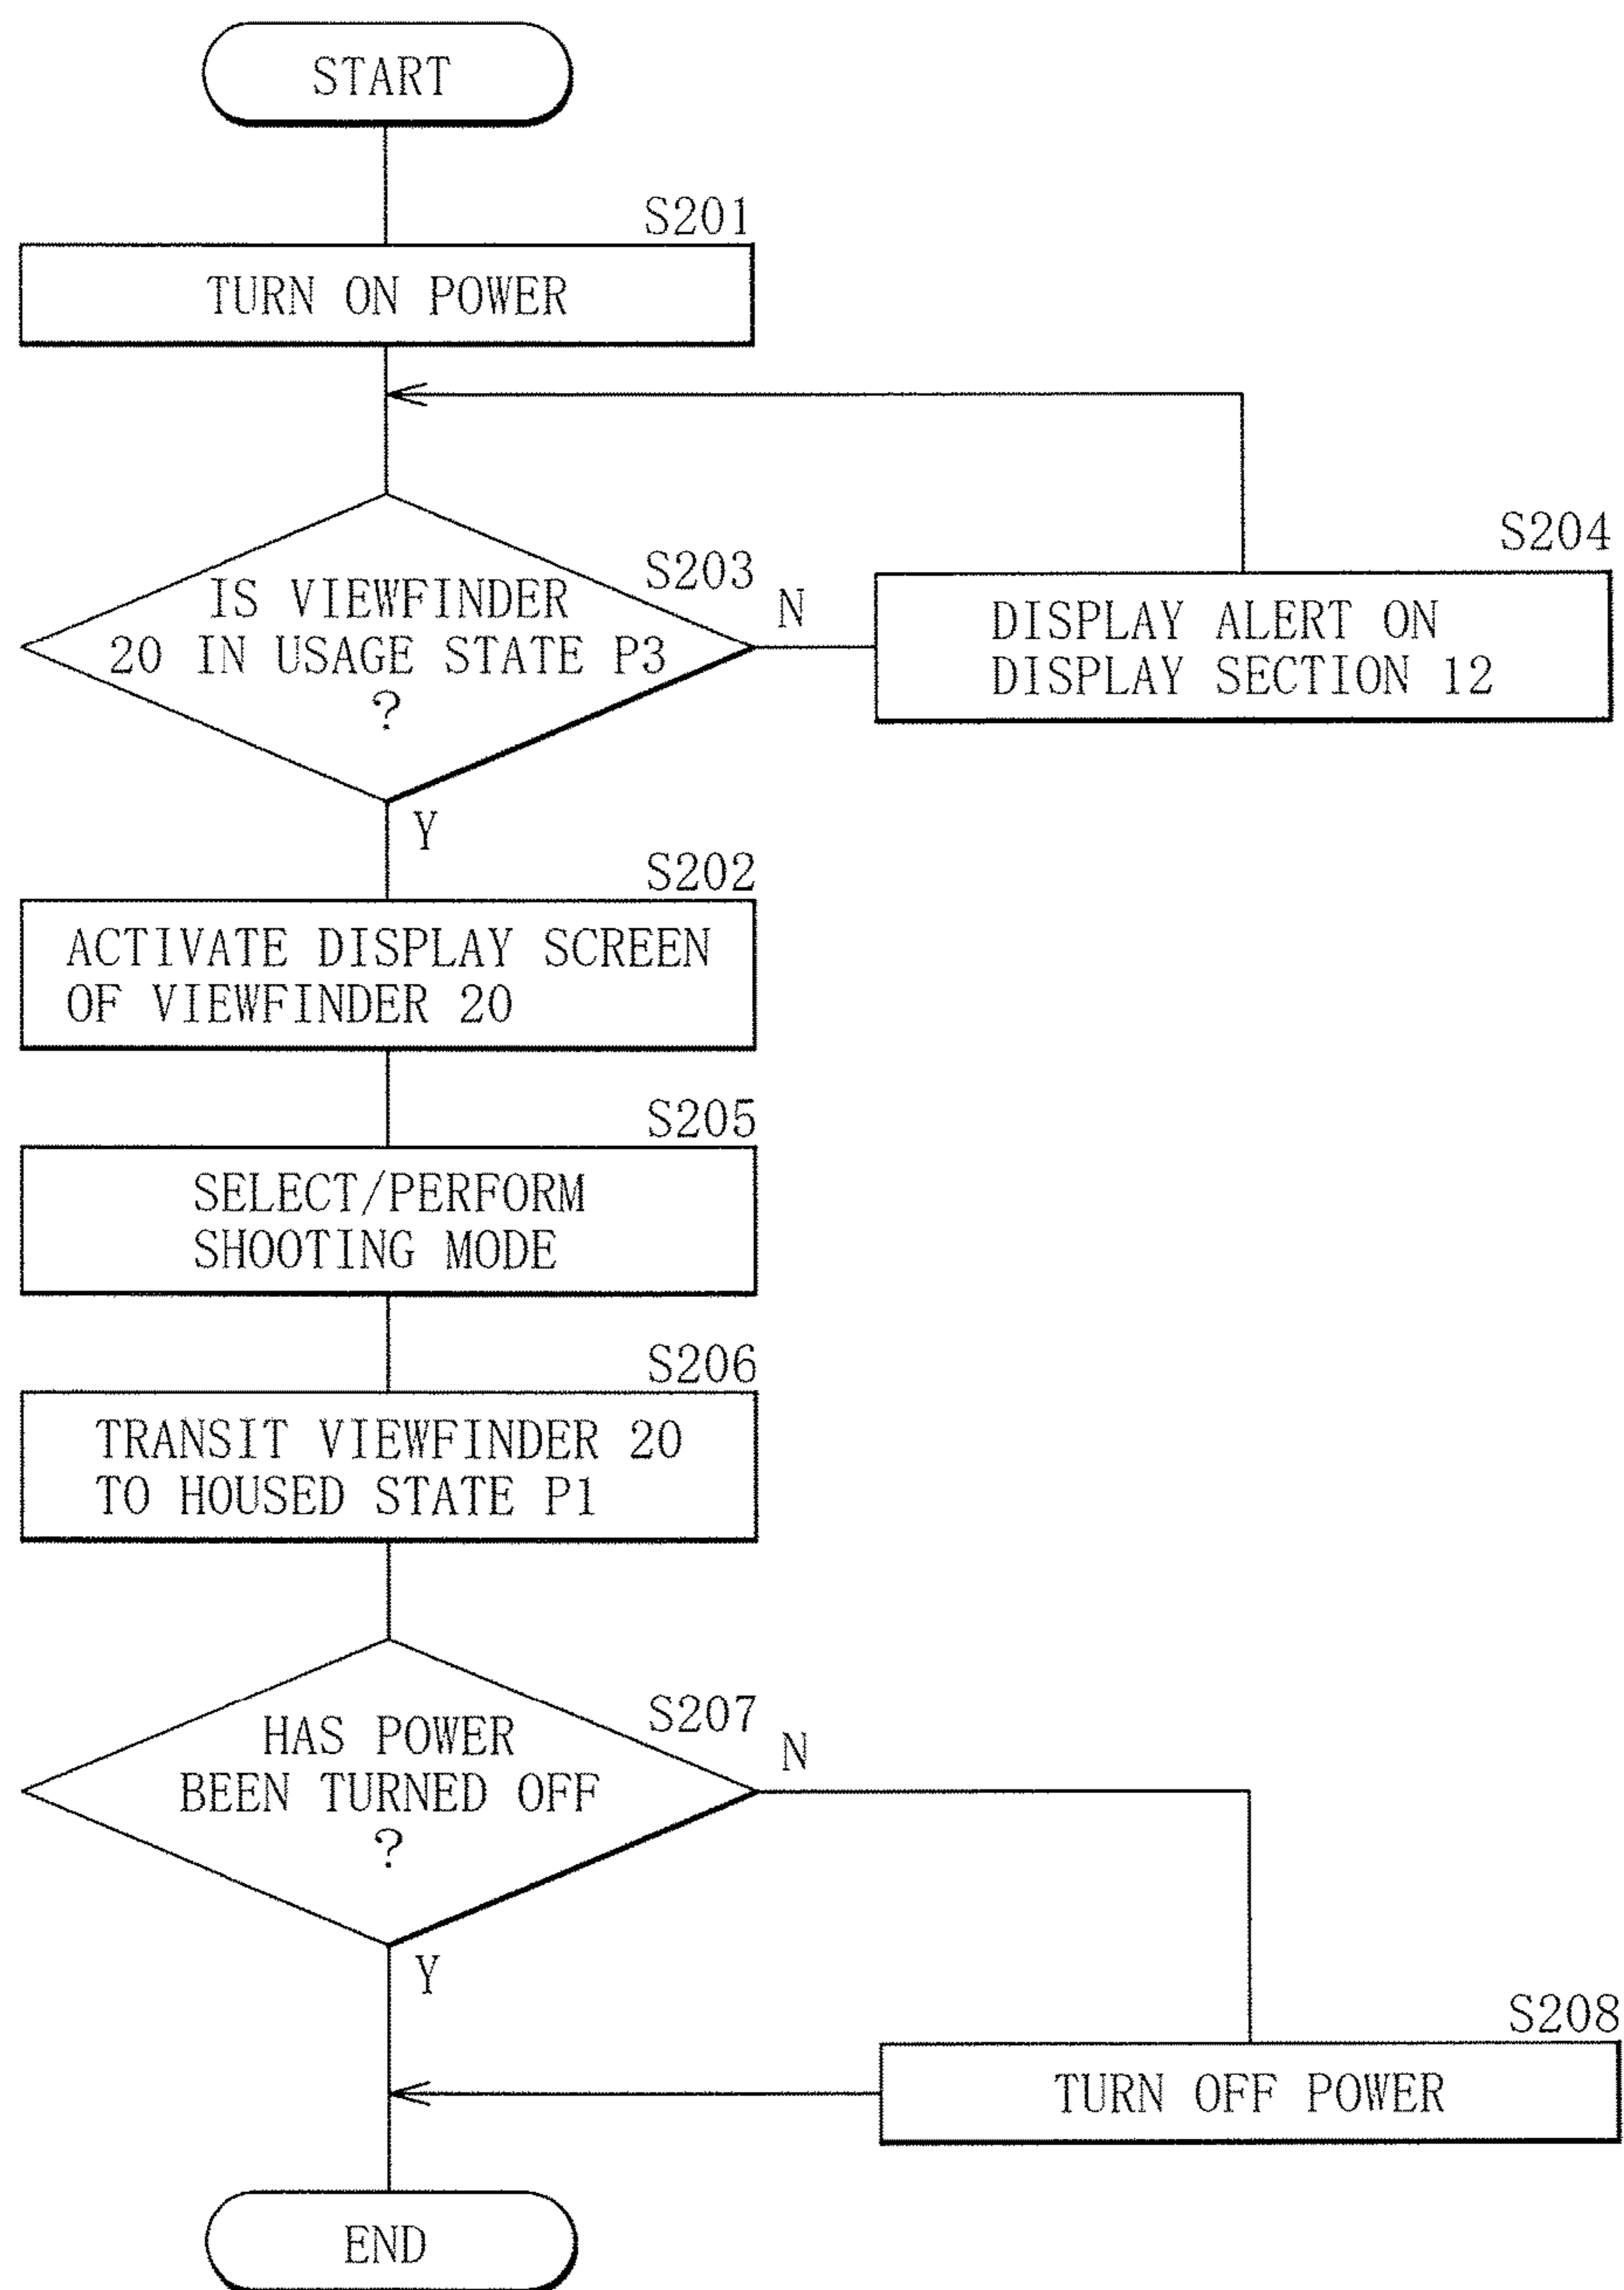 START
S201
TURN ON POWER
S203
IS VIEWFINDER
20 IN USAGE STATE P3
?
N
S204
DISPLAY ALERT ON
DISPLAY SECTION 12
Y
S202
ACTIVATE DISPLAY SCREEN
OF VIEWFINDER 20
S205
SELECT/PERFORM
SHOOTING MODE
S206
TRANSIT VIEWFINDER 20
TO HOUSED STATE P1
S207
HAS POWER
BEEN TURNED OFF
?
N
Y
S208
TURN OFF POWER
END